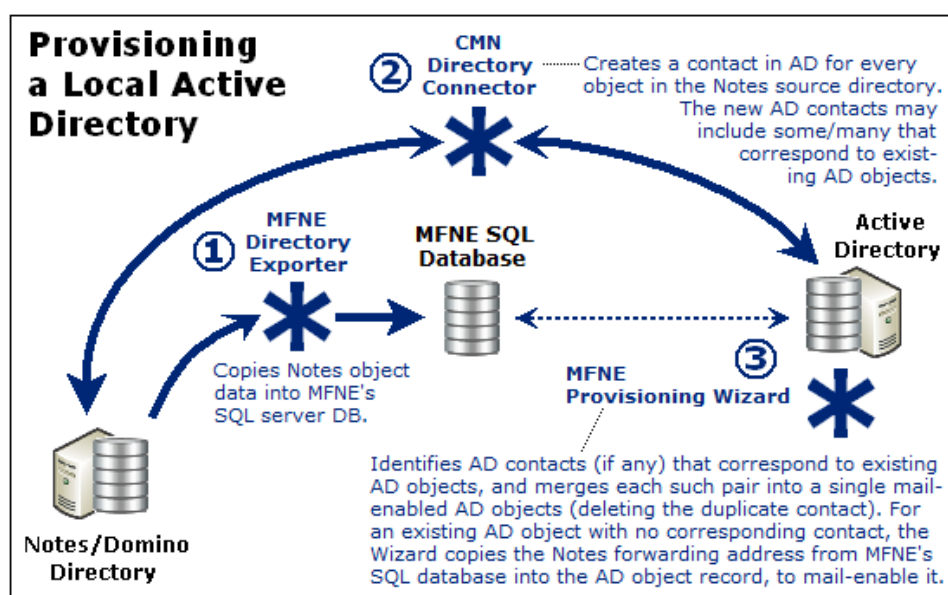 Provisioning
a Local Active
Directory
②
CMN
Directory
Connector
Creates a contact in AD for every
object in the Notes source directory.
The new AD contacts may
include some/many that
correspond to exist-
ing AD objects.
①
MFNE
Directory
Exporter
MFNE SQL
Database
Active
Directory
Copies Notes object
data into MFNE's
SQL server DB.
③
MFNE
Provisioning Wizard
Notes/Domino
Directory
Identifies AD contacts (if any) that correspond to existing
AD objects, and merges each such pair into a single mail-
enabled AD objects (deleting the duplicate contact). For
an existing AD object with no corresponding contact, the
Wizard copies the Notes forwarding address from MFNE's
SQL database into the AD object record, to mail-enable it.